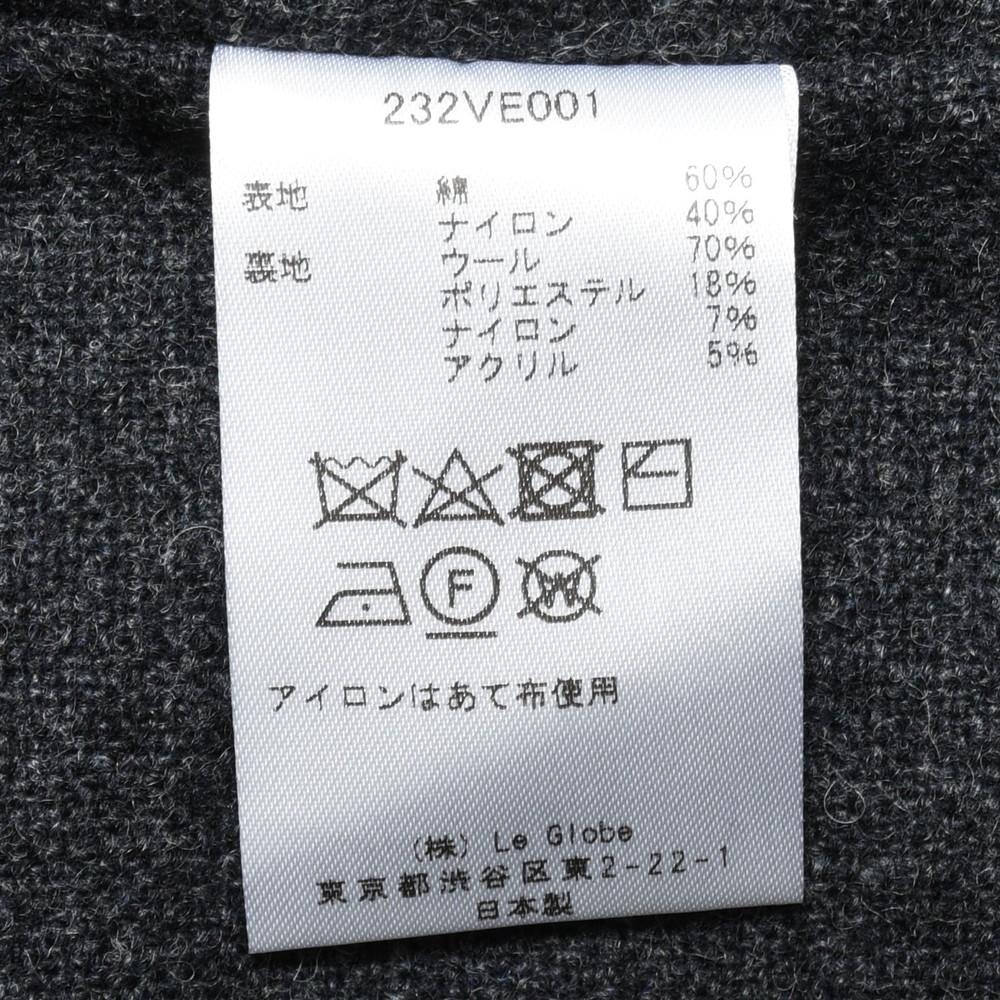 232VE001
表地 綿 60%
ナイロン 40%
裏地 ウール 70%
ポリエステル 18%
ナイロン 7%
アクリル 5%
F
W
アイロンはあて布使用
(株) Le Globe
東京都渋谷区東2-22-1
日本製